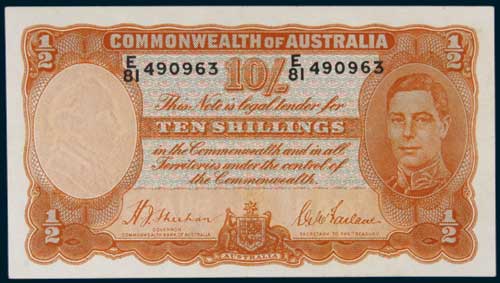 1/2 COMMONWEALTH OF AUSTRALIA 1/2
E/81 490963 10/- E/81 490963
This Note is legal tender for
TEN SHILLINGS
in the Commonwealth and in all
Territories under the control of
the Commonwealth.
H.J. Sheehan
GOVERNOR
COMMONWEALTH BANK OF AUSTRALIA
SECRETARY TO THE TREASURY
1/2 AUSTRALIA 1/2